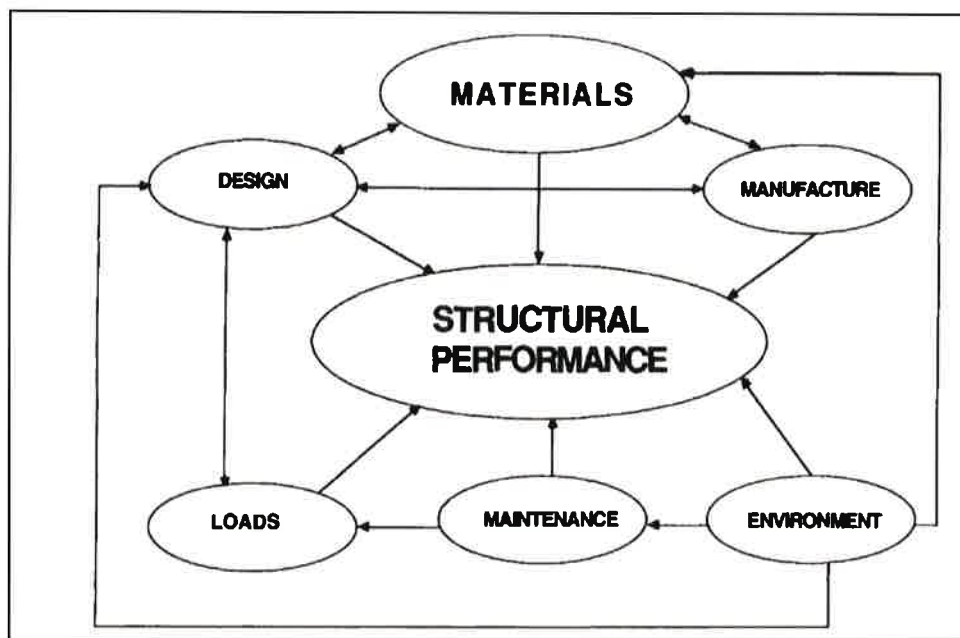 MATERIALS
DESIGN
MANUFACTURE
STRUCTURAL
PERFORMANCE
LOADS
MAINTENANCE
ENVIRONMENT